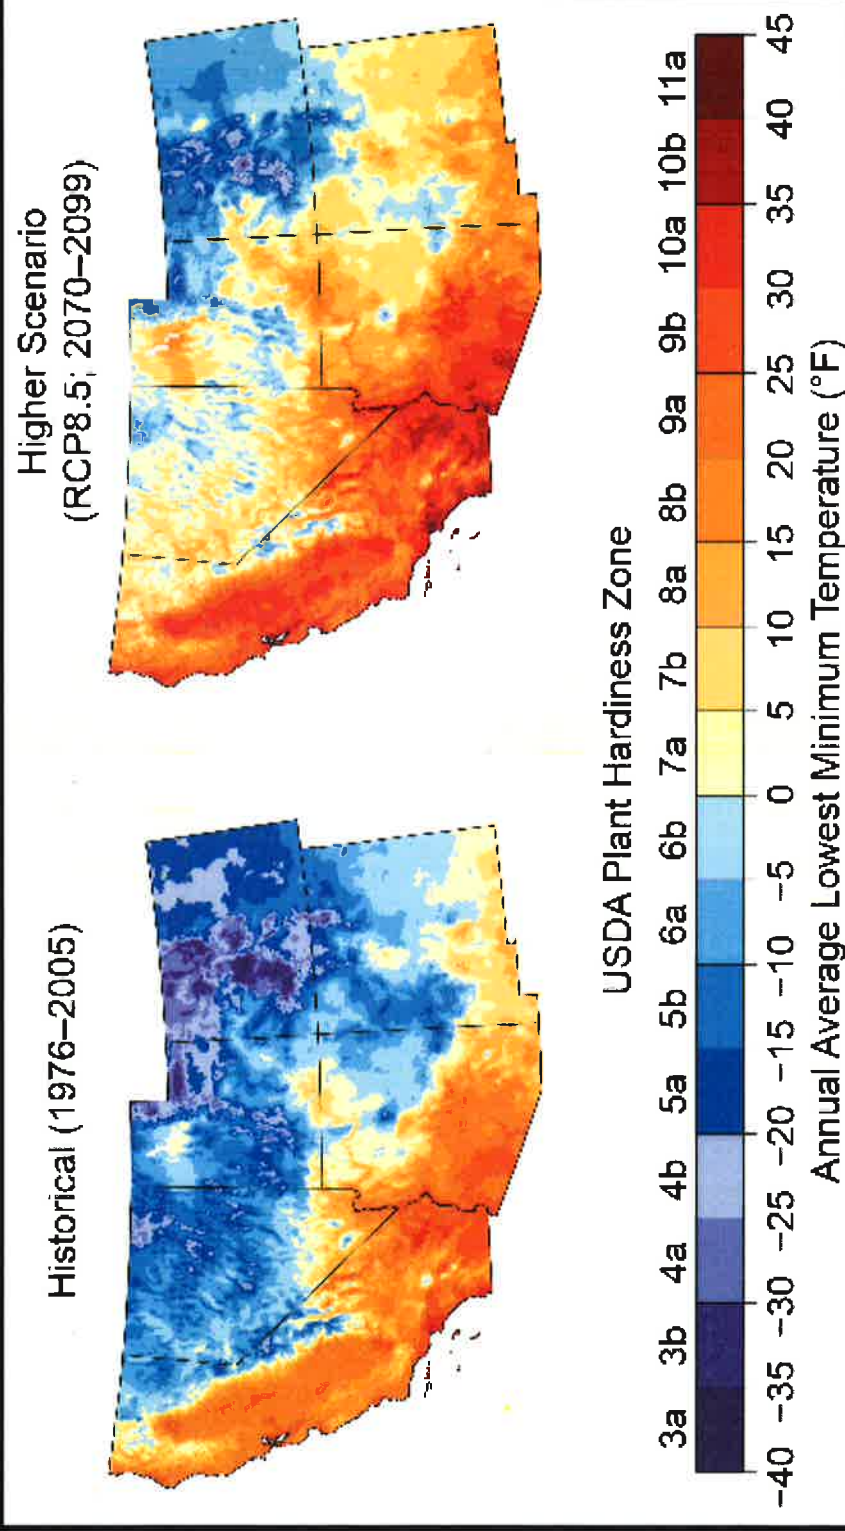 Historical (1976–2005)
Higher Scenario
(RCP8.5; 2070–2099)
USDA Plant Hardiness Zone
3a 3b 4a 4b 5a 5b 6a 6b 7a 7b 8a 8b 9a 9b 10a 10b 11a
−40 −35 −30 −25 −20 −15 −10 −5 0 5 10 15 20 25 30 35 40 45
Annual Average Lowest Minimum Temperature (°F)